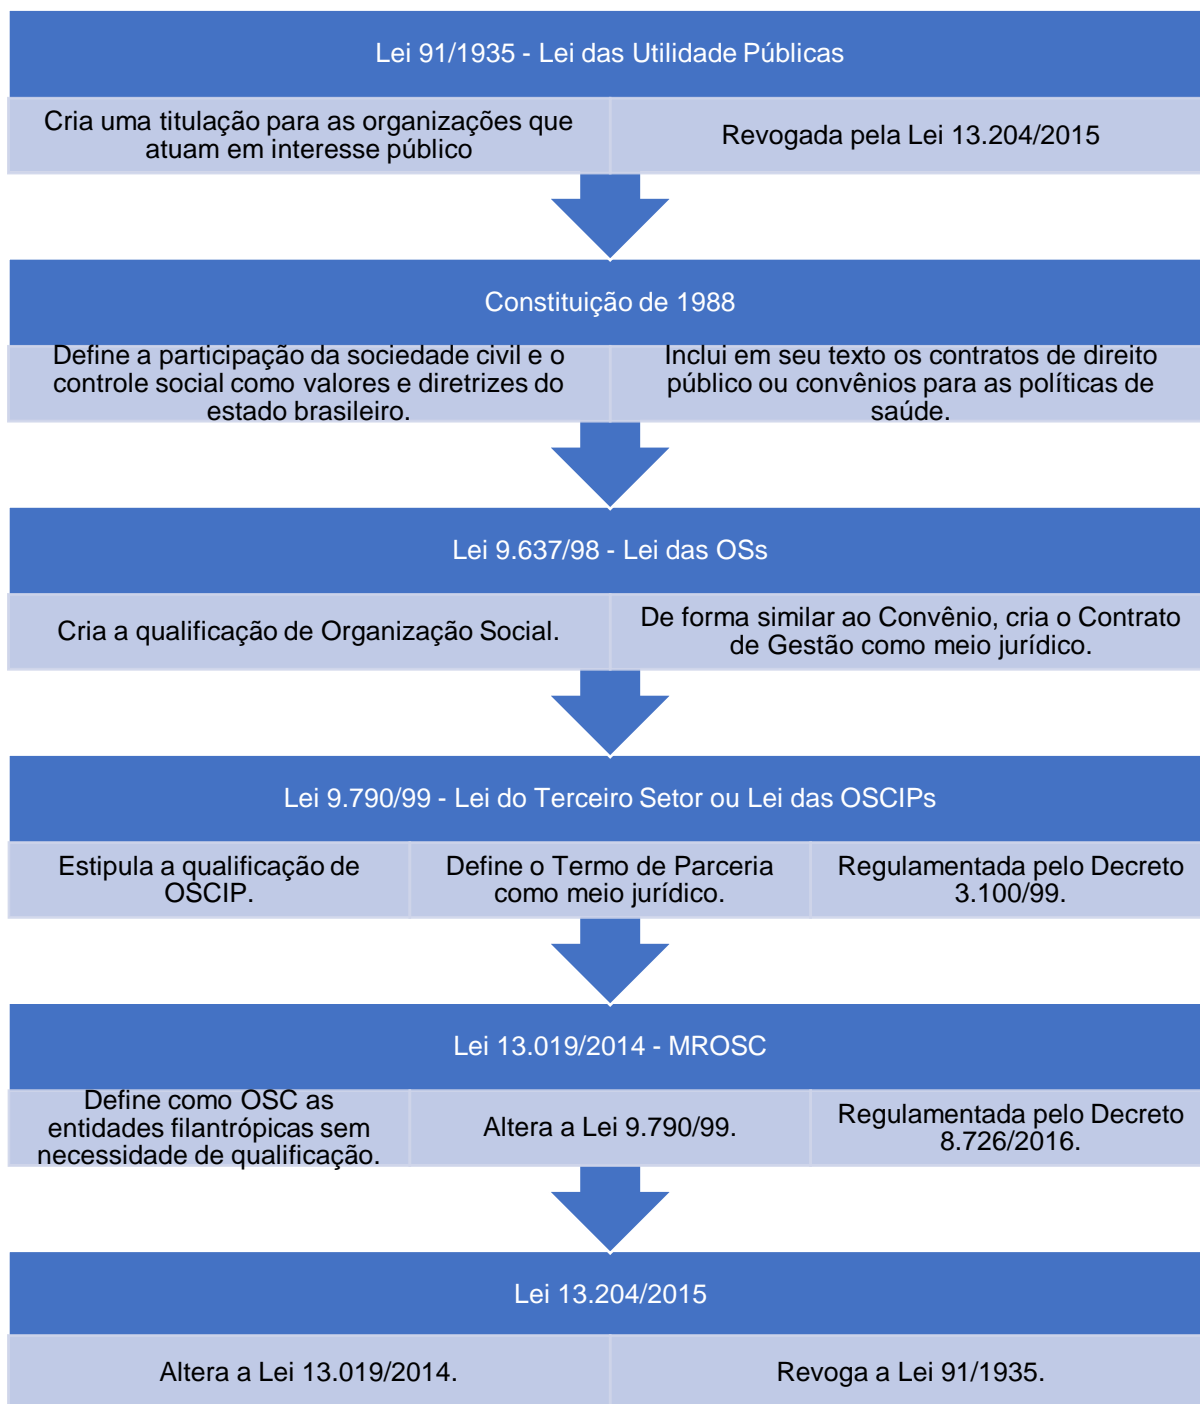 Lei 91/1935 - Lei das Utilidade Públicas
Cria uma titulação para as organizações que
atuam em interesse público
Revogada pela Lei 13.204/2015
Constituição de 1988
Define a participação da sociedade civil e o
controle social como valores e diretrizes do
estado brasileiro.
Inclui em seu texto os contratos de direito
público ou convênios para as políticas de
saúde.
Lei 9.637/98 - Lei das OSs
Cria a qualificação de Organização Social.
De forma similar ao Convênio, cria o Contrato
de Gestão como meio jurídico.
Lei 9.790/99 - Lei do Terceiro Setor ou Lei das OSCIPs
Estipula a qualificação de
OSCIP.
Define o Termo de Parceria
como meio jurídico.
Regulamentada pelo Decreto
3.100/99.
Lei 13.019/2014 - MROSC
Define como OSC as
entidades filantrópicas sem
necessidade de qualificação.
Altera a Lei 9.790/99.
Regulamentada pelo Decreto
8.726/2016.
Lei 13.204/2015
Altera a Lei 13.019/2014.
Revoga a Lei 91/1935.